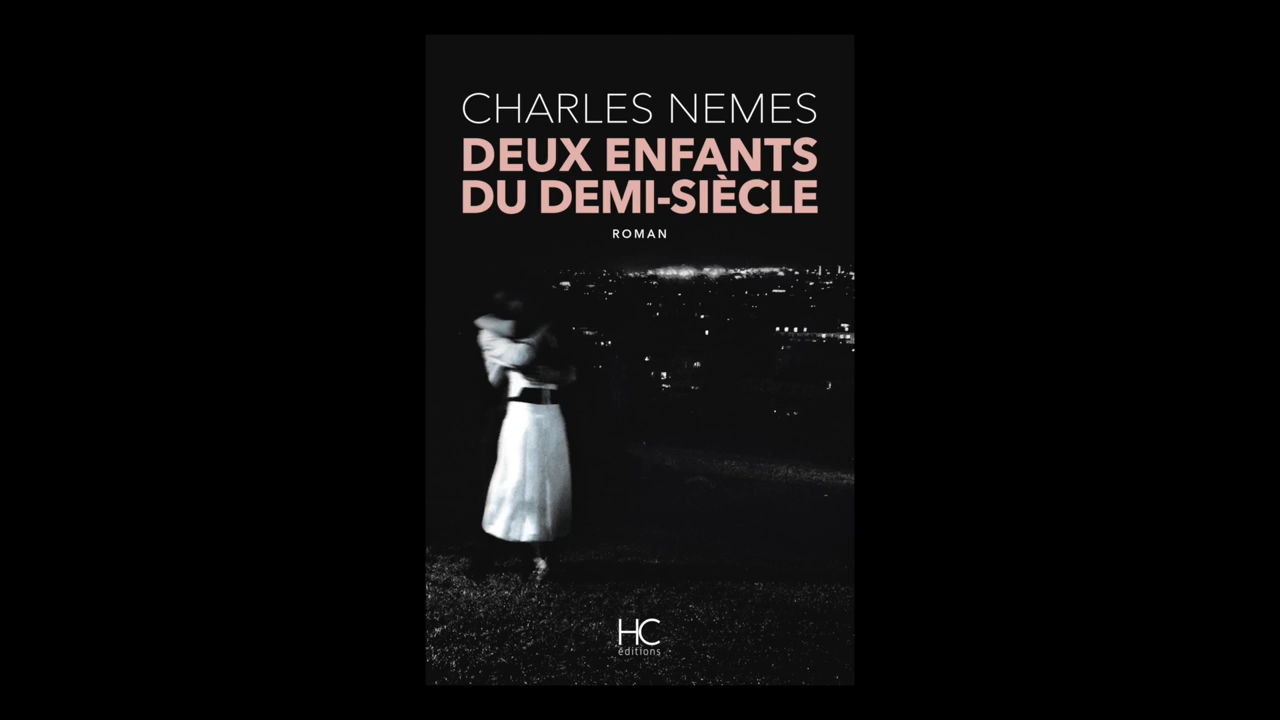 CHARLES NEMES
DEUX ENFANTS
DU DEMI-SIÈCLE
ROMAN
HC
éditions